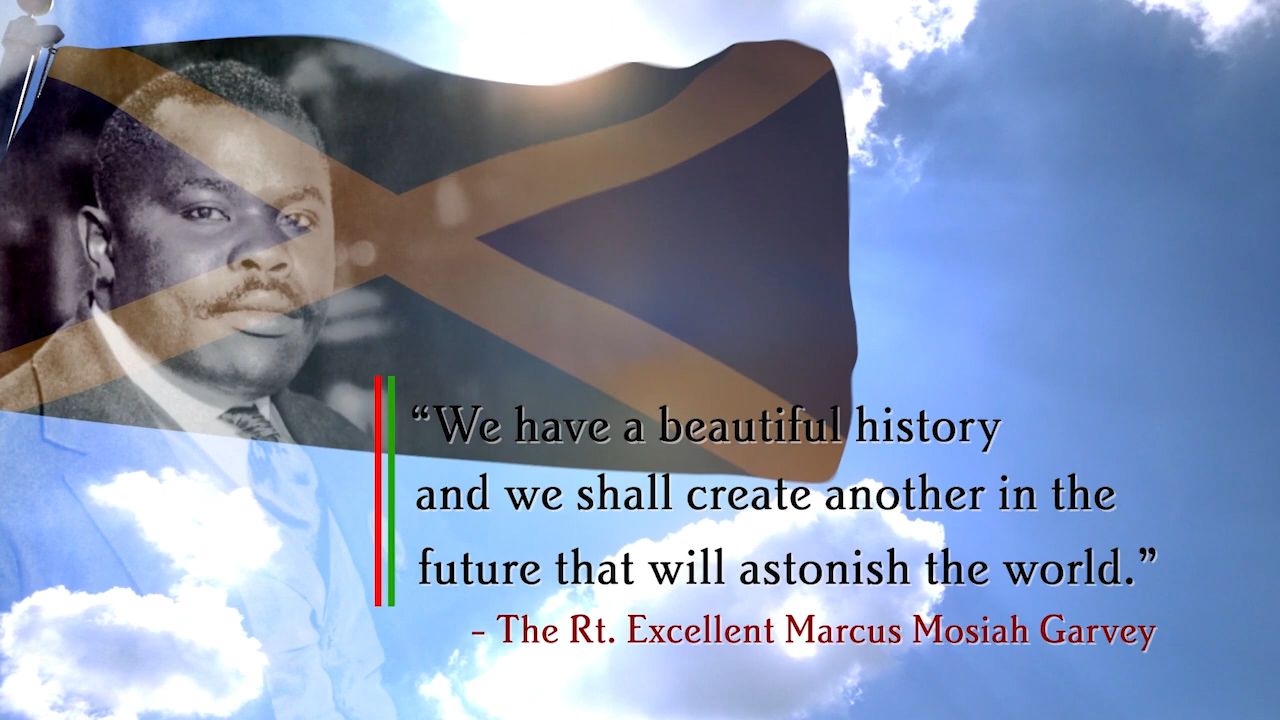 “We have a beautiful history
and we shall create another in the
future that will astonish the world.”
– The Rt. Excellent Marcus Mosiah Garvey